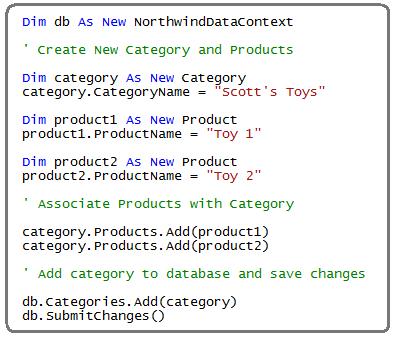 Dim db As New NorthwindDataContext
' Create New Category and Products
Dim category As New Category
category.CategoryName = "Scott's Toys"
Dim product1 As New Product
product1.ProductName = "Toy 1"
Dim product2 As New Product
product2.ProductName = "Toy 2"
' Associate Products with Category
category.Products.Add(product1)
category.Products.Add(product2)
' Add category to database and save changes
db.Categories.Add(category)
db.SubmitChanges()